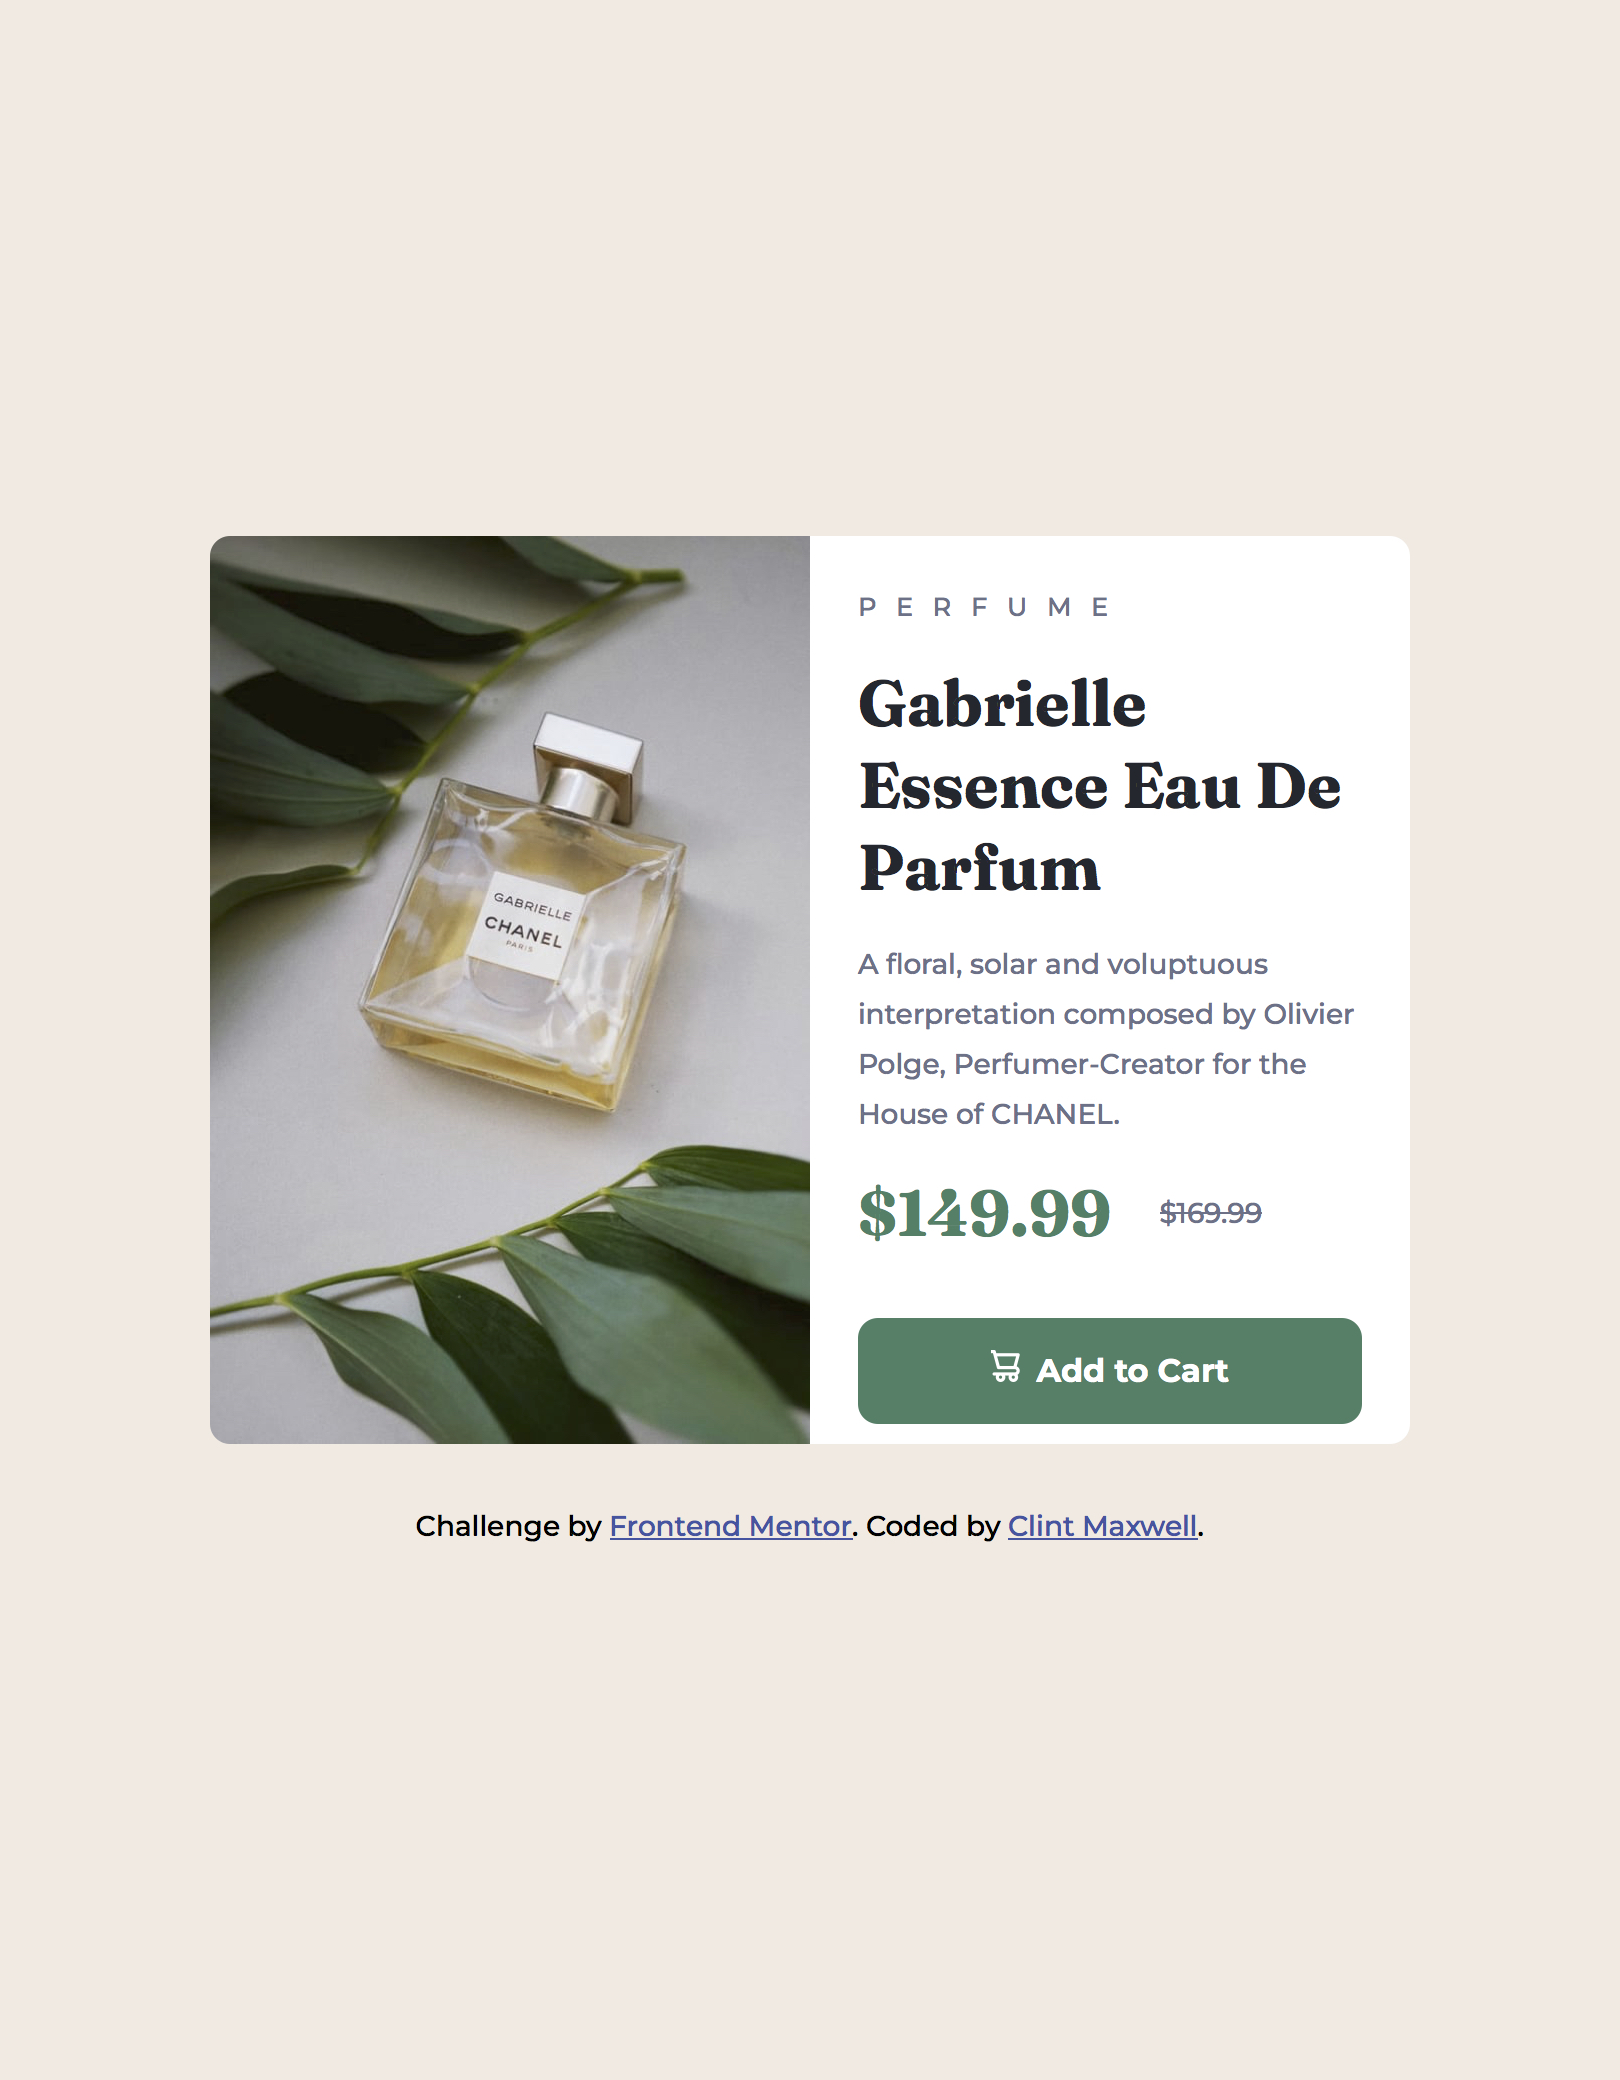 GABRIELLE
CHANEL
PARIS
P E R F U M E
Gabrielle
Essence Eau De
Parfum
A floral, solar and voluptuous
interpretation composed by Olivier
Polge, Perfumer-Creator for the
House of CHANEL.
$149.99 $169.99
Add to Cart
Challenge by Frontend Mentor. Coded by Clint Maxwell.